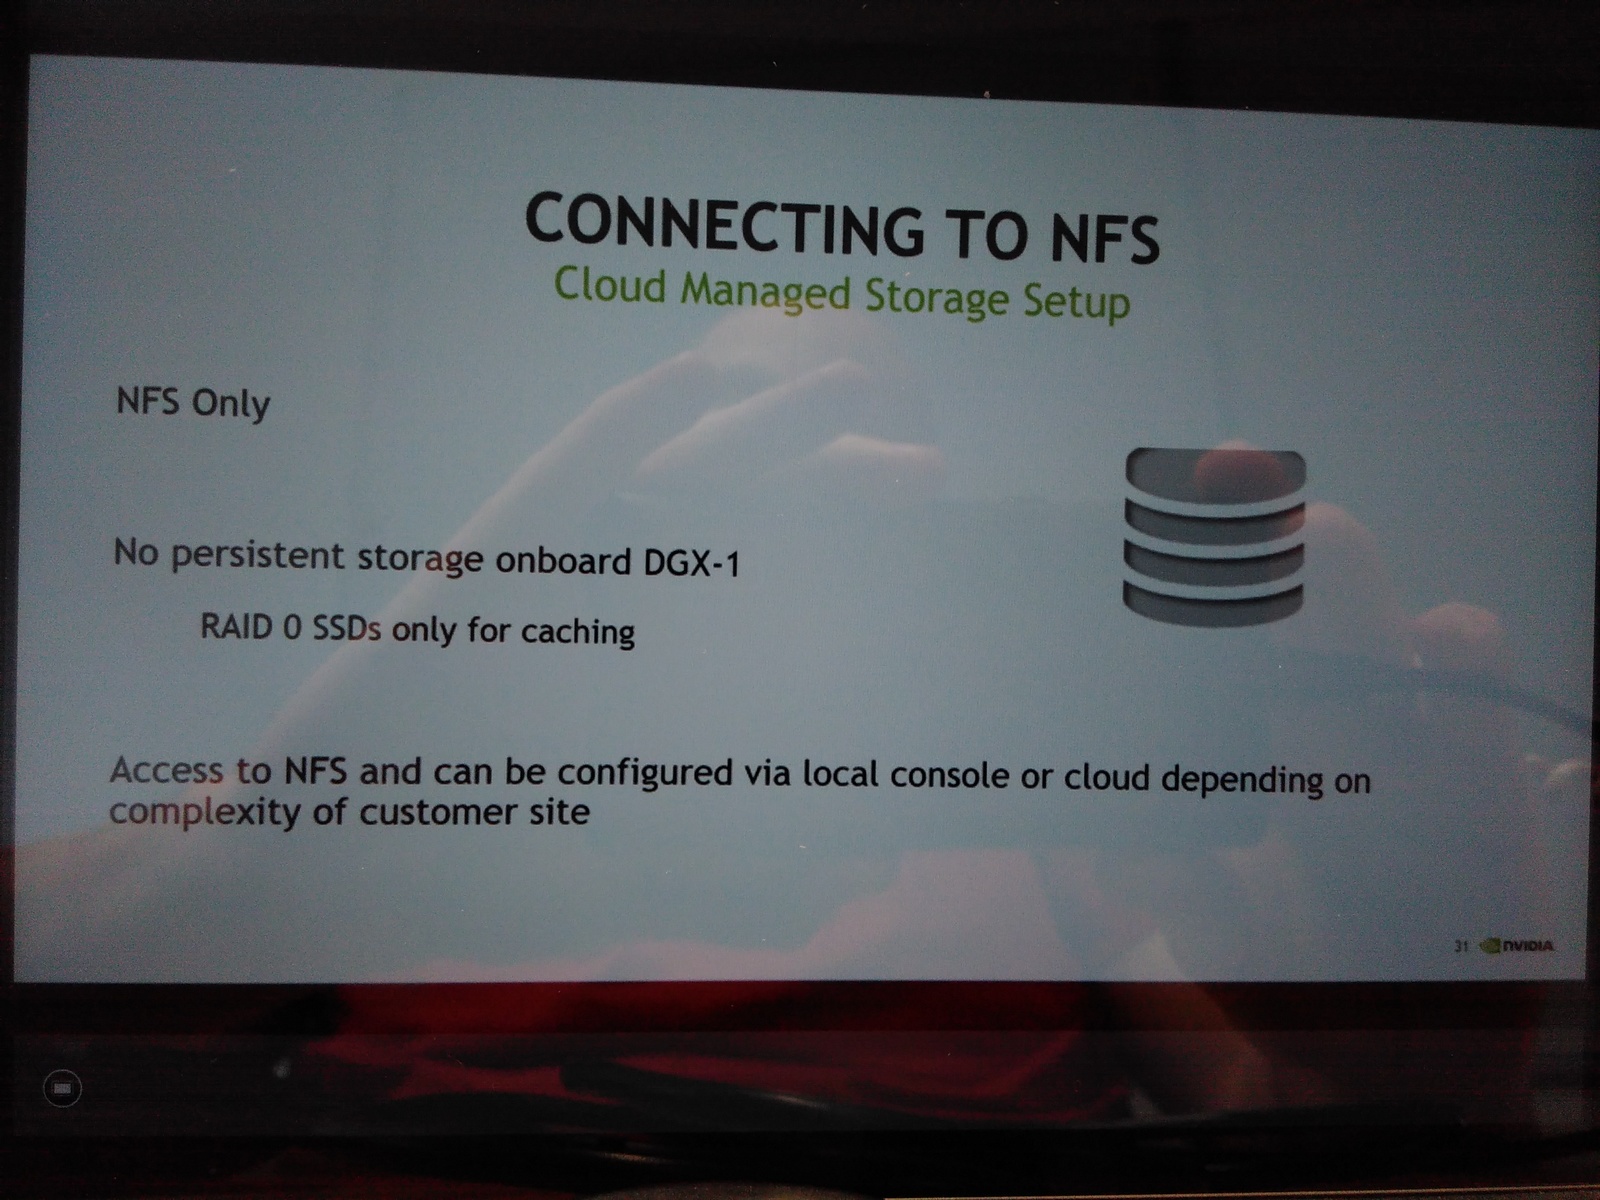 CONNECTING TO NFS
Cloud Managed Storage Setup
NFS Only
No persistent storage onboard DGX-1
RAID 0 SSDs only for caching
Access to NFS and can be configured via local console or cloud depending on
complexity of customer site
31 NVIDIA